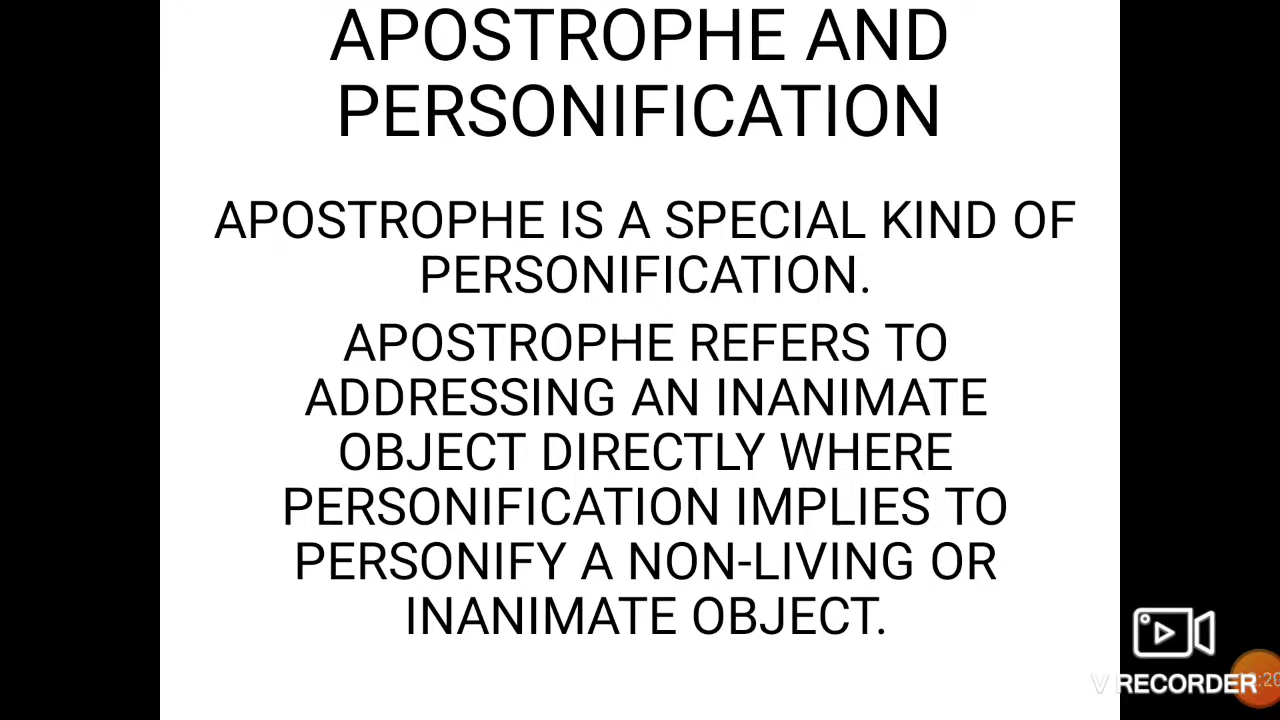 APOSTROPHE AND
PERSONIFICATION
APOSTROPHE IS A SPECIAL KIND OF
PERSONIFICATION.
APOSTROPHE REFERS TO
ADDRESSING AN INANIMATE
OBJECT DIRECTLY WHERE
PERSONIFICATION IMPLIES TO
PERSONIFY A NON-LIVING OR
INANIMATE OBJECT.
V RECORDER